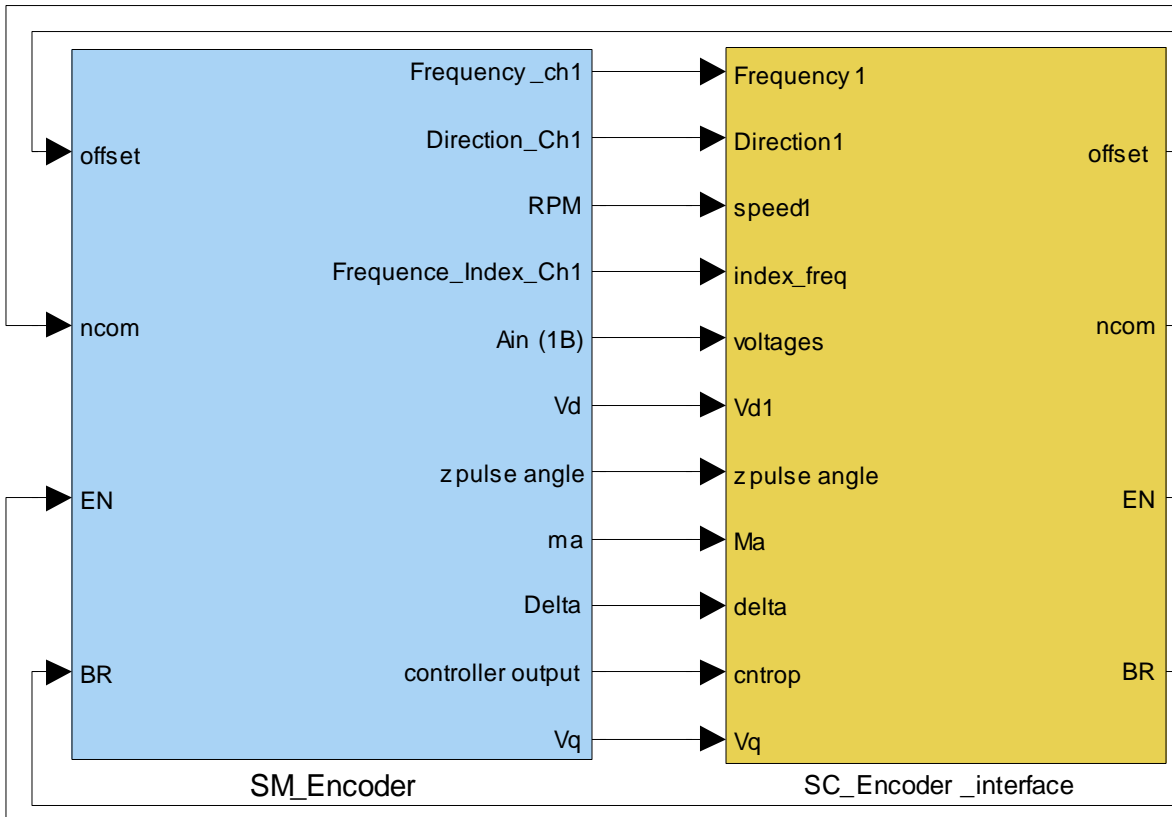 Frequency _ch1
Direction_Ch1
RPM
Frequence_Index_Ch1
Ain (1B)
Vd
z pulse angle
ma
Delta
controller output
Vq
offset
ncom
EN
BR
SM_Encoder
Frequency 1
Direction1
speed1
index_freq
voltages
Vd1
z pulse angle
Ma
delta
cntrop
Vq
offset
ncom
EN
BR
SC_Encoder _interface